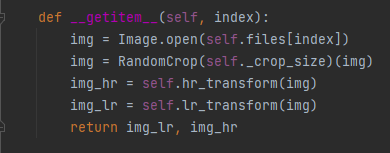 def __getitem__(self, index):
    img = Image.open(self.files[index])
    img = RandomCrop(self._crop_size)(img)
    img_hr = self.hr_transform(img)
    img_lr = self.lr_transform(img)
    return img_lr, img_hr